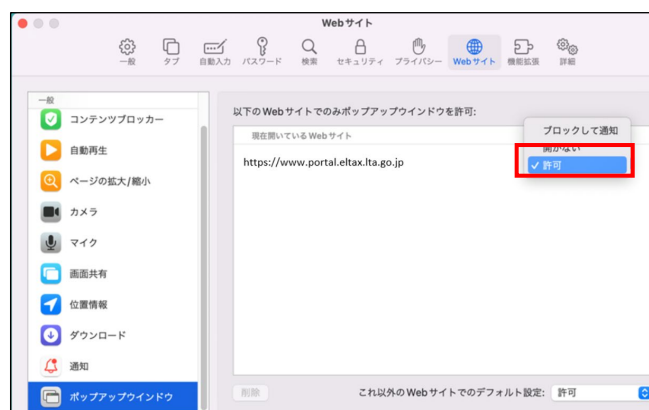 Webサイト
一般 タブ 自動入力 パスワード 検索 セキュリティ プライバシー Webサイト 機能拡張 詳細
一般
コンテンツブロッカー
自動再生
ページの拡大/縮小
カメラ
マイク
画面共有
位置情報
ダウンロード
通知
ポップアップウインドウ
以下のWebサイトでのみポップアップウインドウを許可:
現在開いているWebサイト
https://www.portal.eltax.lta.go.jp
ブロックして通知
開かない
✓ 許可
削除
これ以外のWebサイトでのデフォルト設定: 許可